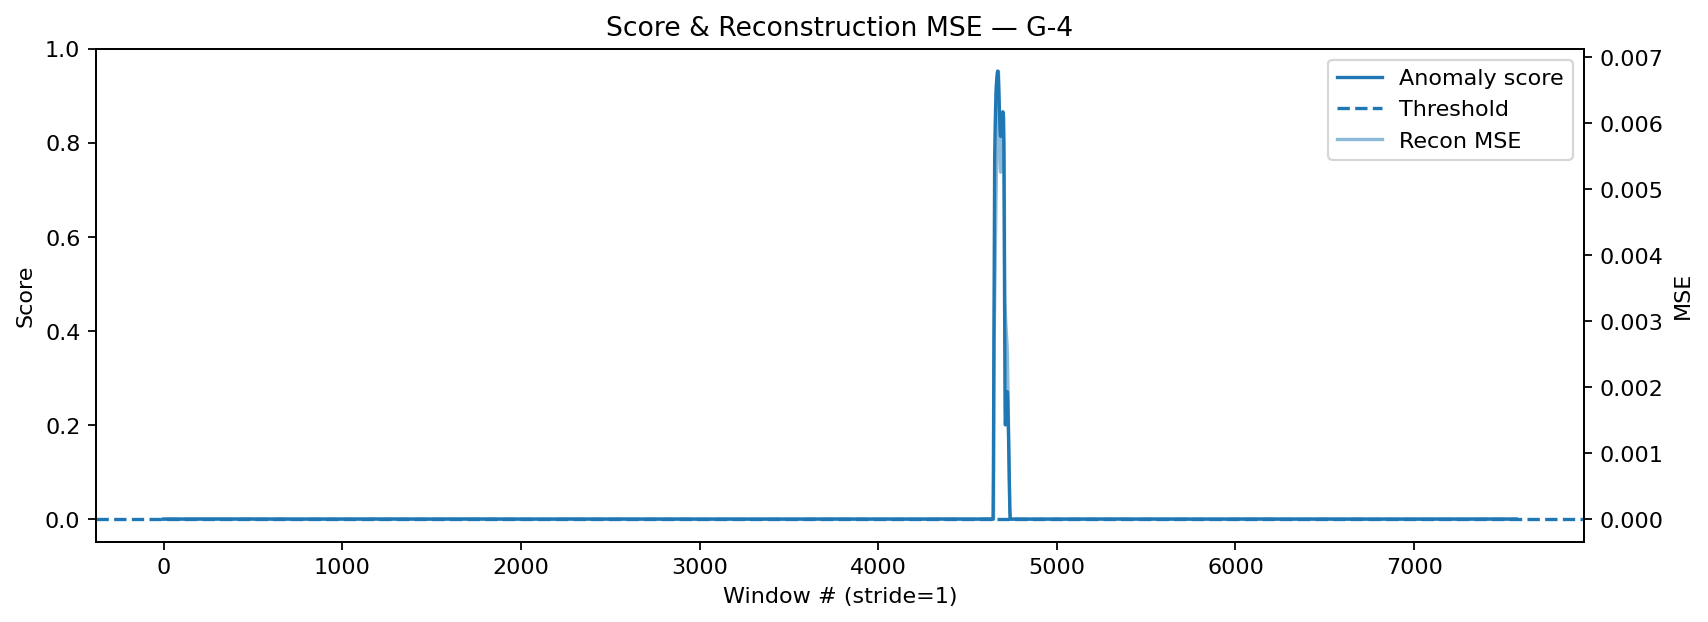 Score & Reconstruction MSE — G-4
Anomaly score
Threshold
Recon MSE
1.0
0.8
0.6
0.4
0.2
0.0
Score
0.007
0.006
0.005
0.004
0.003
0.002
0.001
0.000
MSE
0 1000 2000 3000 4000 5000 6000 7000
Window # (stride=1)